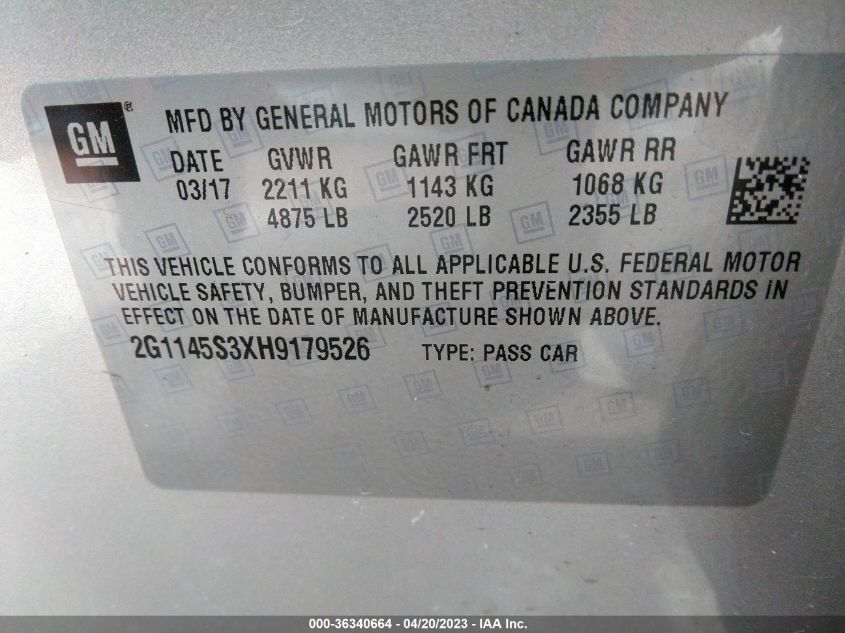 GM ® MFD BY GENERAL MOTORS OF CANADA COMPANY
DATE GVWR GAWR FRT GAWR RR
03/17 2211 KG 1143 KG 1068 KG
4875 LB 2520 LB 2355 LB
THIS VEHICLE CONFORMS TO ALL APPLICABLE U.S. FEDERAL MOTOR
VEHICLE SAFETY, BUMPER, AND THEFT PREVENTION STANDARDS IN
EFFECT ON THE DATE OF MANUFACTURE SHOWN ABOVE.
2G1145S3XH9179526 TYPE: PASS CAR
000-36340664 - 04/20/2023 - IAA Inc.